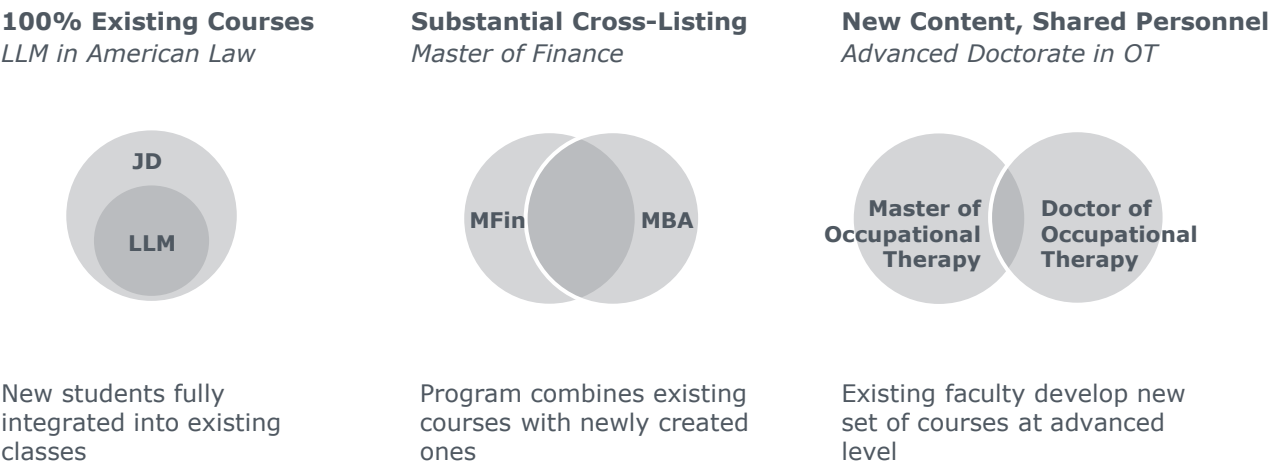 100% Existing Courses
LLM in American Law
JD
LLM
New students fully
integrated into existing
classes
Substantial Cross-Listing
Master of Finance
MFin
MBA
Program combines existing
courses with newly created
ones
New Content, Shared Personnel
Advanced Doctorate in OT
Master of
Occupational
Therapy
Doctor of
Occupational
Therapy
Existing faculty develop new
set of courses at advanced
level